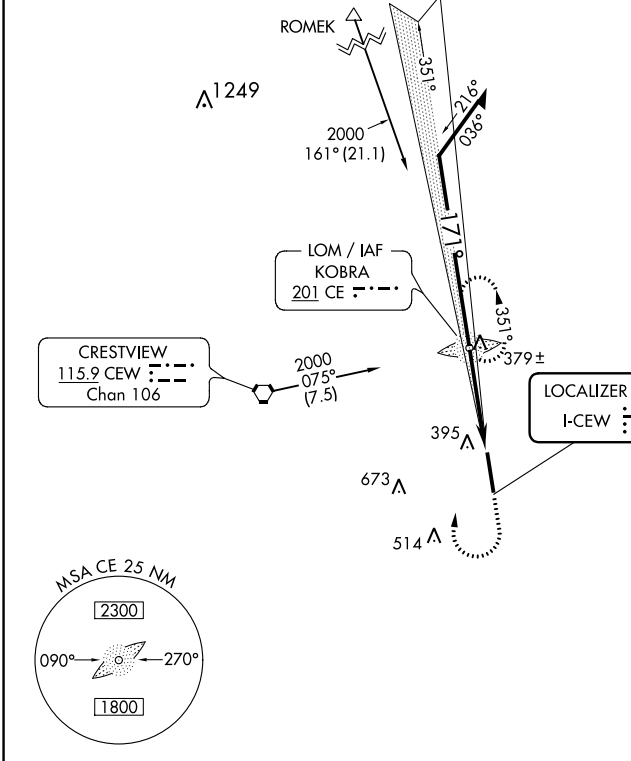 ROMEK
1249
351°
216°
036°
2000
161° (21.1)
171°
LOM / IAF
KOBRA
201 CE
351°
379±
CRESTVIEW
115.9 CEW
Chan 106
2000
075°
(7.5)
LOCALIZER
I-CEW
395
673
514
MSA CE 25 NM
2300
090°
270°
1800